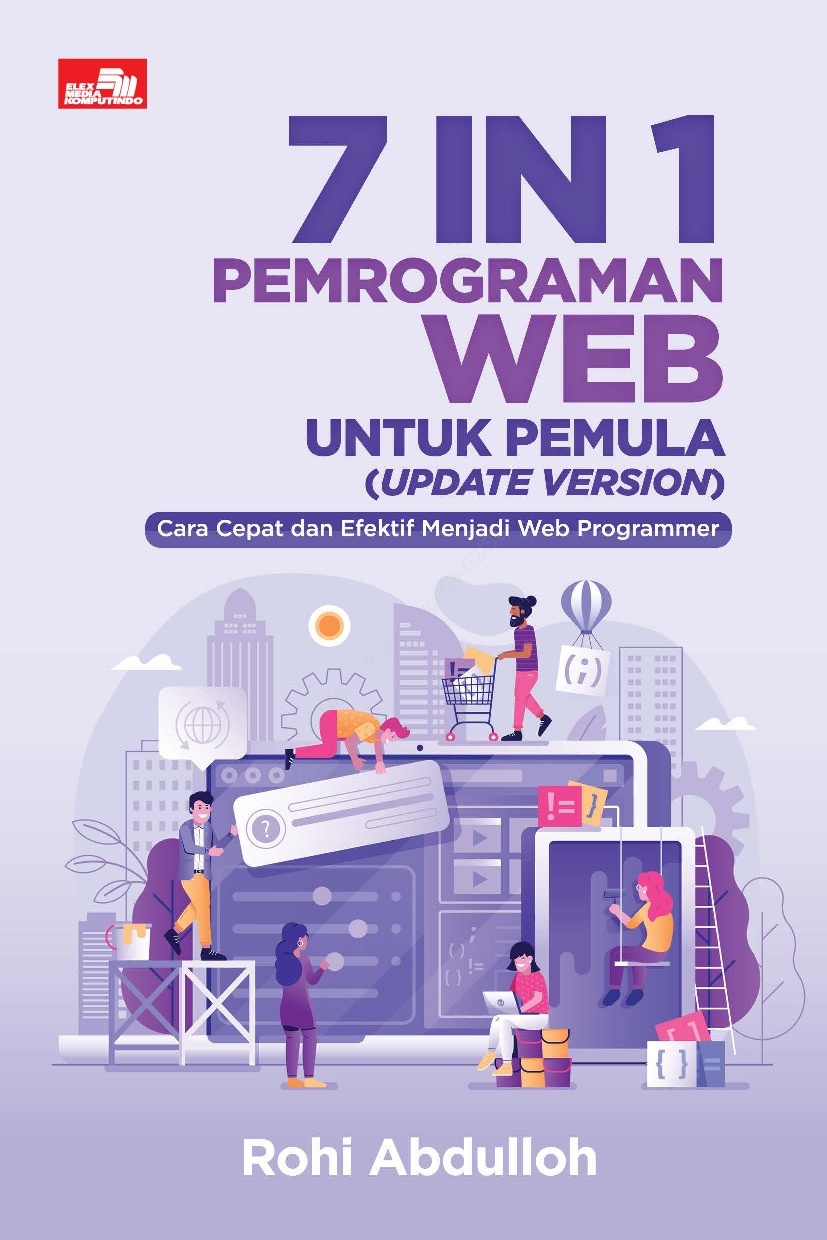 ELEX
MEDIA
KOMPUTINDO
7 IN 1
PEMROGRAMAN
WEB
UNTUK PEMULA
(UPDATE VERSION)
Cara Cepat dan Efektif Menjadi Web Programmer
(;)
?
!=
}
{ }
[ ]
Rohi Abdulloh